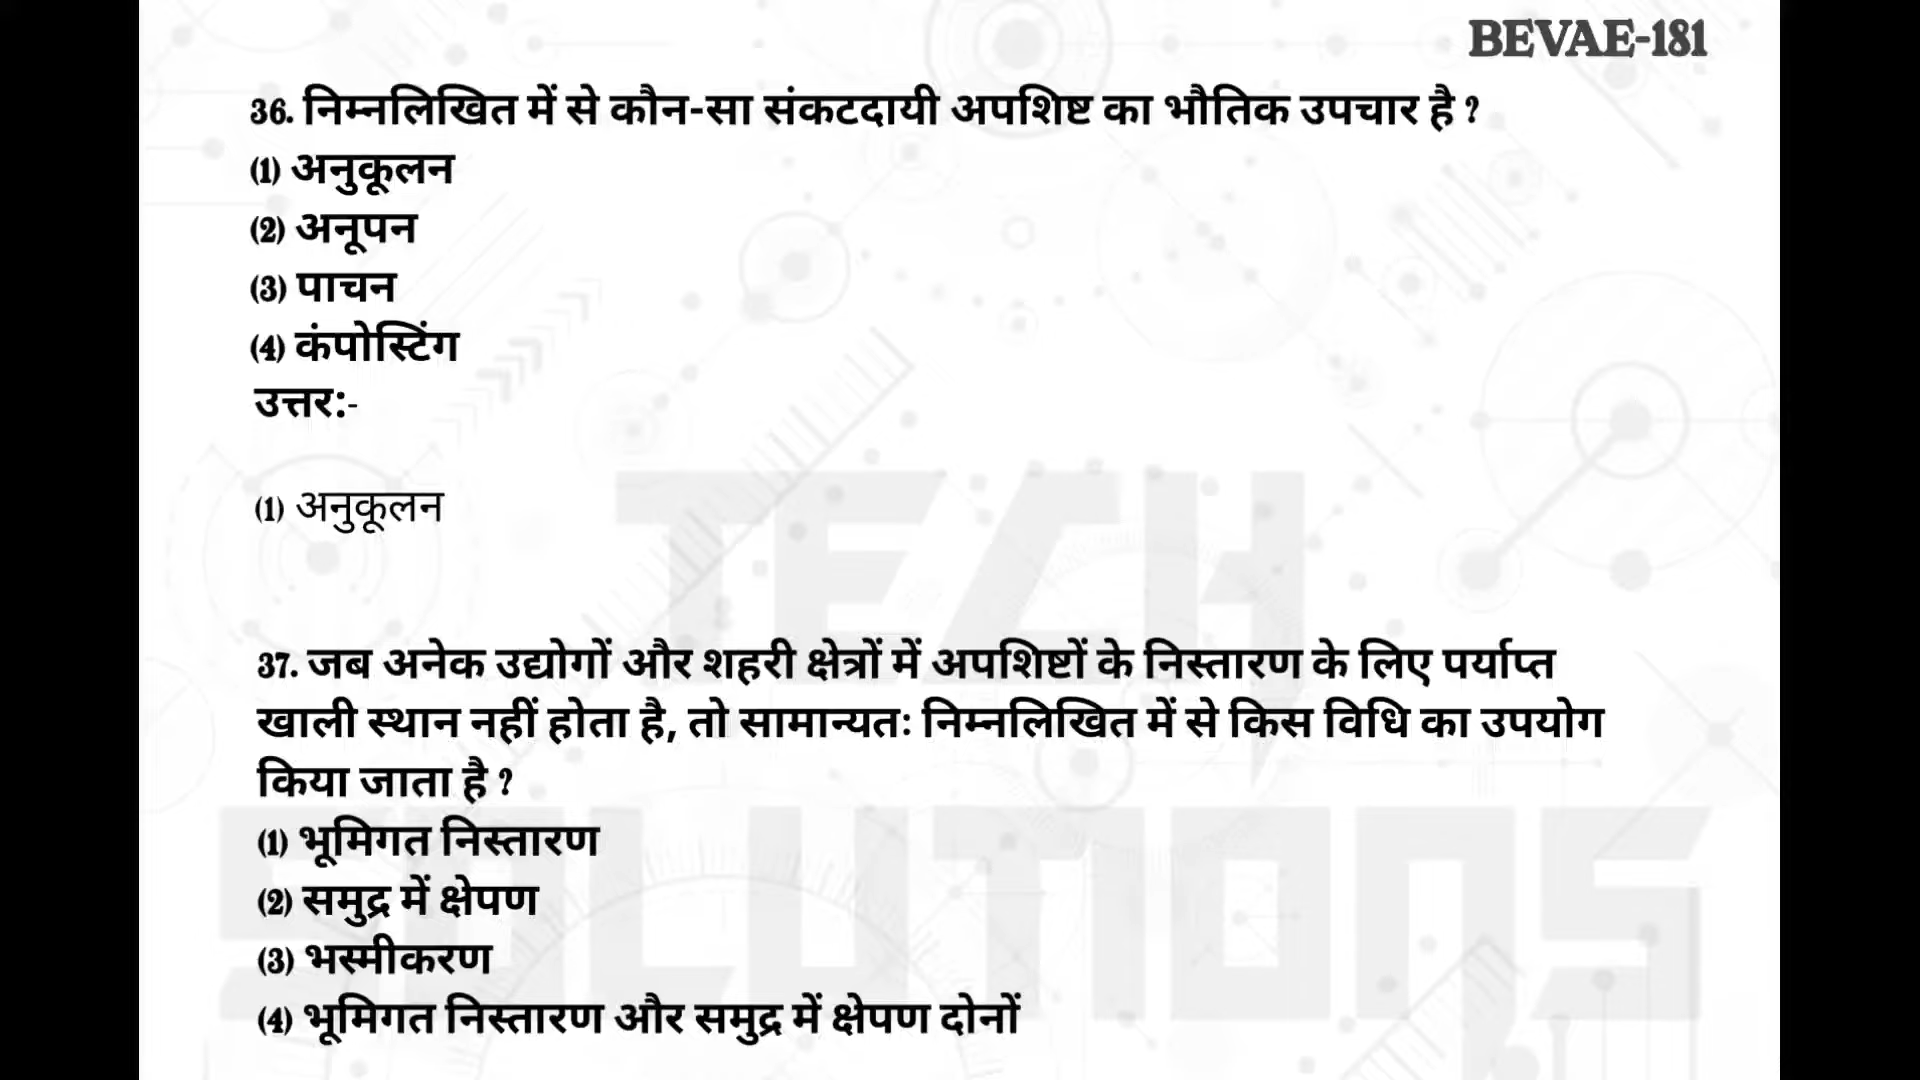 BEVAE-181
36. निम्नलिखित में से कौन-सा संकटदायी अपशिष्ट का भौतिक उपचार है ?
(1) अनुकूलन
(2) अनूपन
(3) पाचन
(4) कंपोस्टिंग
उत्तर:-
(1) अनुकूलन
TECH
37. जब अनेक उद्योगों और शहरी क्षेत्रों में अपशिष्टों के निस्तारण के लिए पर्याप्त
खाली स्थान नहीं होता है, तो सामान्यतः निम्नलिखित में से किस विधि का उपयोग
किया जाता है ?
(1) भूमिगत निस्तारण
SOLUTIONS
(2) समुद्र में क्षेपण
(3) भस्मीकरण
(4) भूमिगत निस्तारण और समुद्र में क्षेपण दोनों